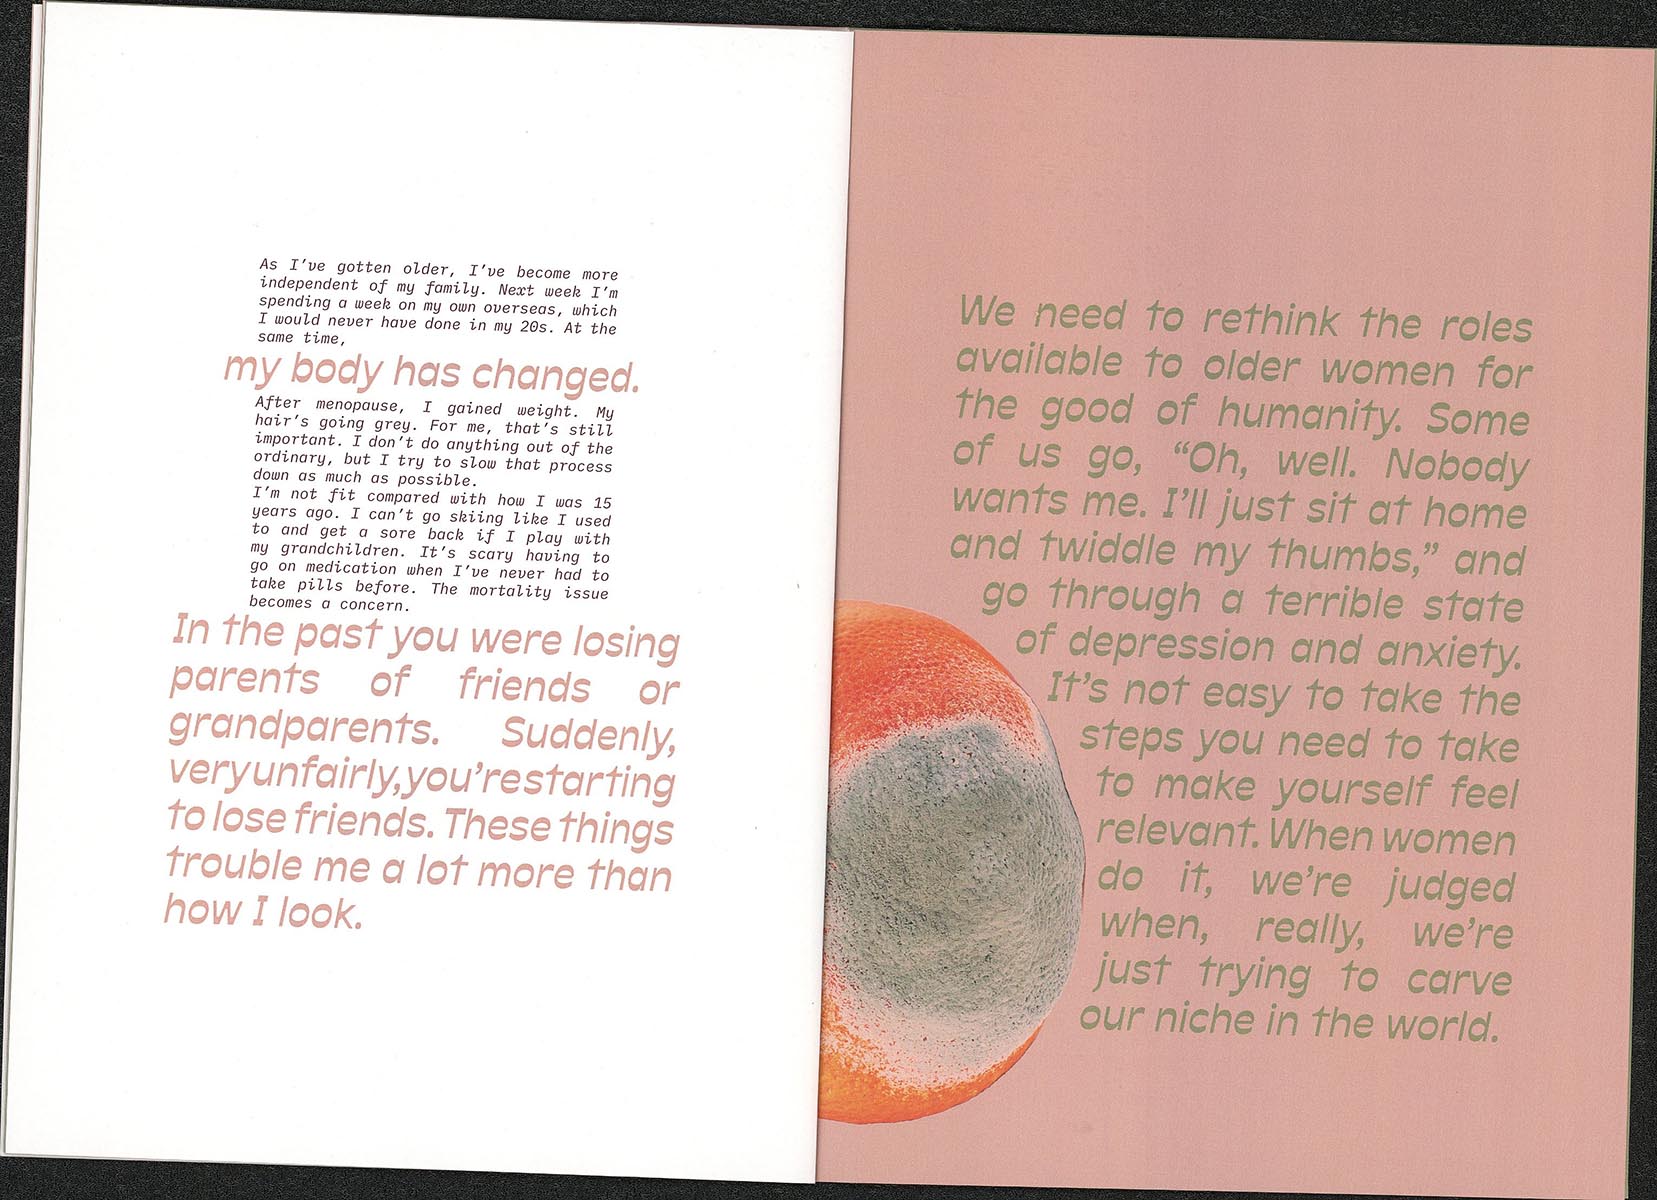 As I've gotten older, I've become more
independent of my family. Next week I'm
spending a week on my own overseas, which
I would never have done in my 20s. At the
same time,
my body has changed.
After menopause, I gained weight. My
hair's going grey. For me, that's still
important. I don't do anything out of the
ordinary, but I try to slow that process
down as much as possible.
I'm not fit compared with how I was 15
years ago. I can't go skiing like I used
to and get a sore back if I play with
my grandchildren. It's scary having to
go on medication when I've never had to
take pills before. The mortality issue
becomes a concern.
In the past you were losing
parents of friends or
grandparents. Suddenly,
very unfairly, you're starting
to lose friends. These things
trouble me a lot more than
how I look.
We need to rethink the roles
available to older women for
the good of humanity. Some
of us go, “Oh, well. Nobody
wants me. I'll just sit at home
and twiddle my thumbs,” and
go through a terrible state
of depression and anxiety.
It's not easy to take the
steps you need to take
to make yourself feel
relevant. When women
do it, we're judged
when, really, we're
just trying to carve
our niche in the world.